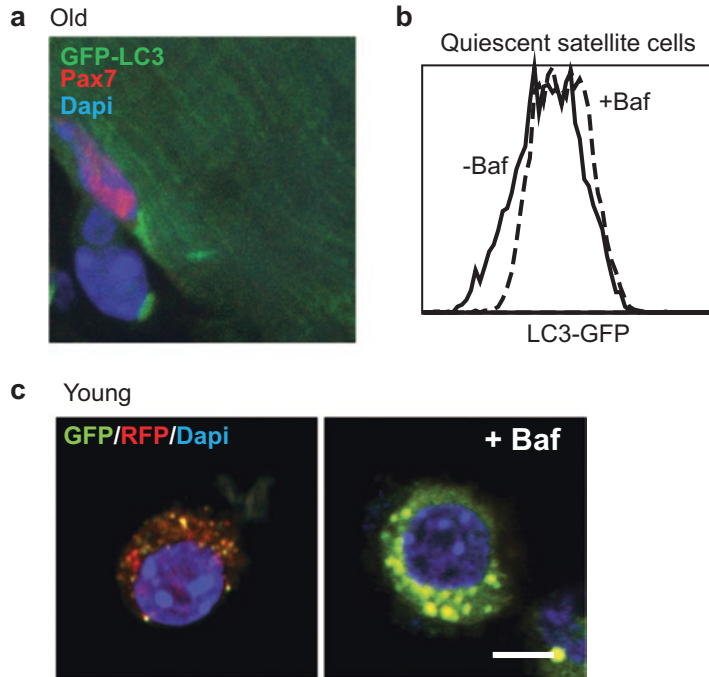 a Old
GFP-LC3
Pax7
Dapi
b
Quiescent satellite cells
+Baf
-Baf
LC3-GFP
c Young
GFP/RFP/Dapi
+ Baf